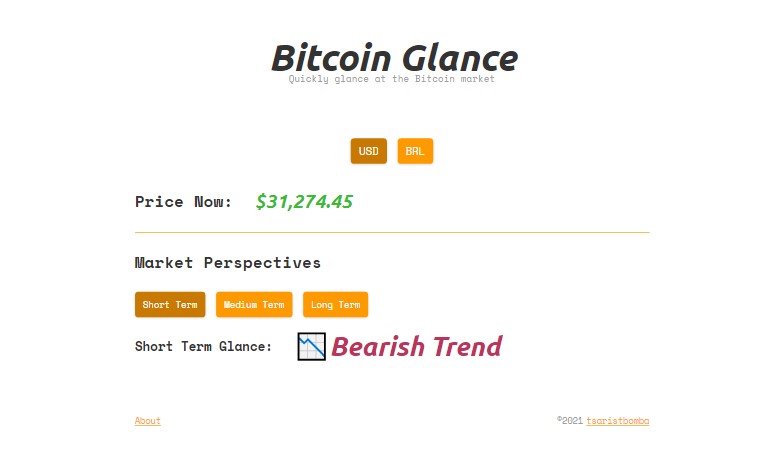 Bitcoin Glance
Quickly glance at the Bitcoin market
USD BRL
Price Now: $31,274.45
Market Perspectives
Short Term Medium Term Long Term
Short Term Glance: Bearish Trend
About ©2021 tsaristbomba